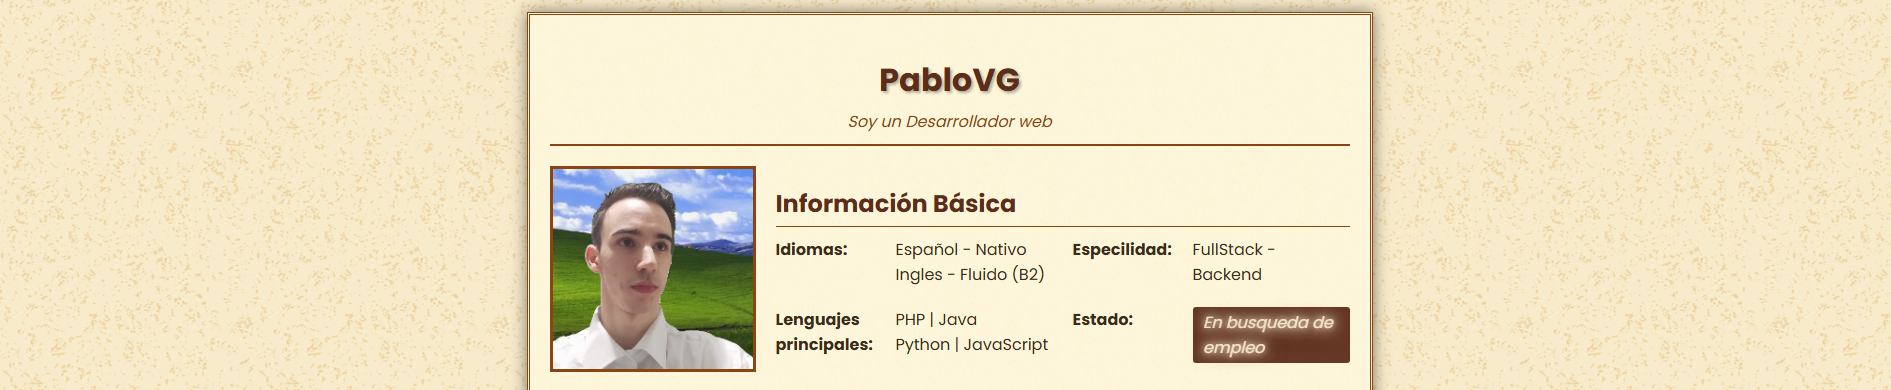 PabloVG
Soy un Desarrollador web
Información Básica
Idiomas:
Español - Nativo
Ingles - Fluido (B2)
Especilidad:
FullStack -
Backend
Lenguajes
principales:
PHP | Java
Python | JavaScript
Estado:
En busqueda de
empleo